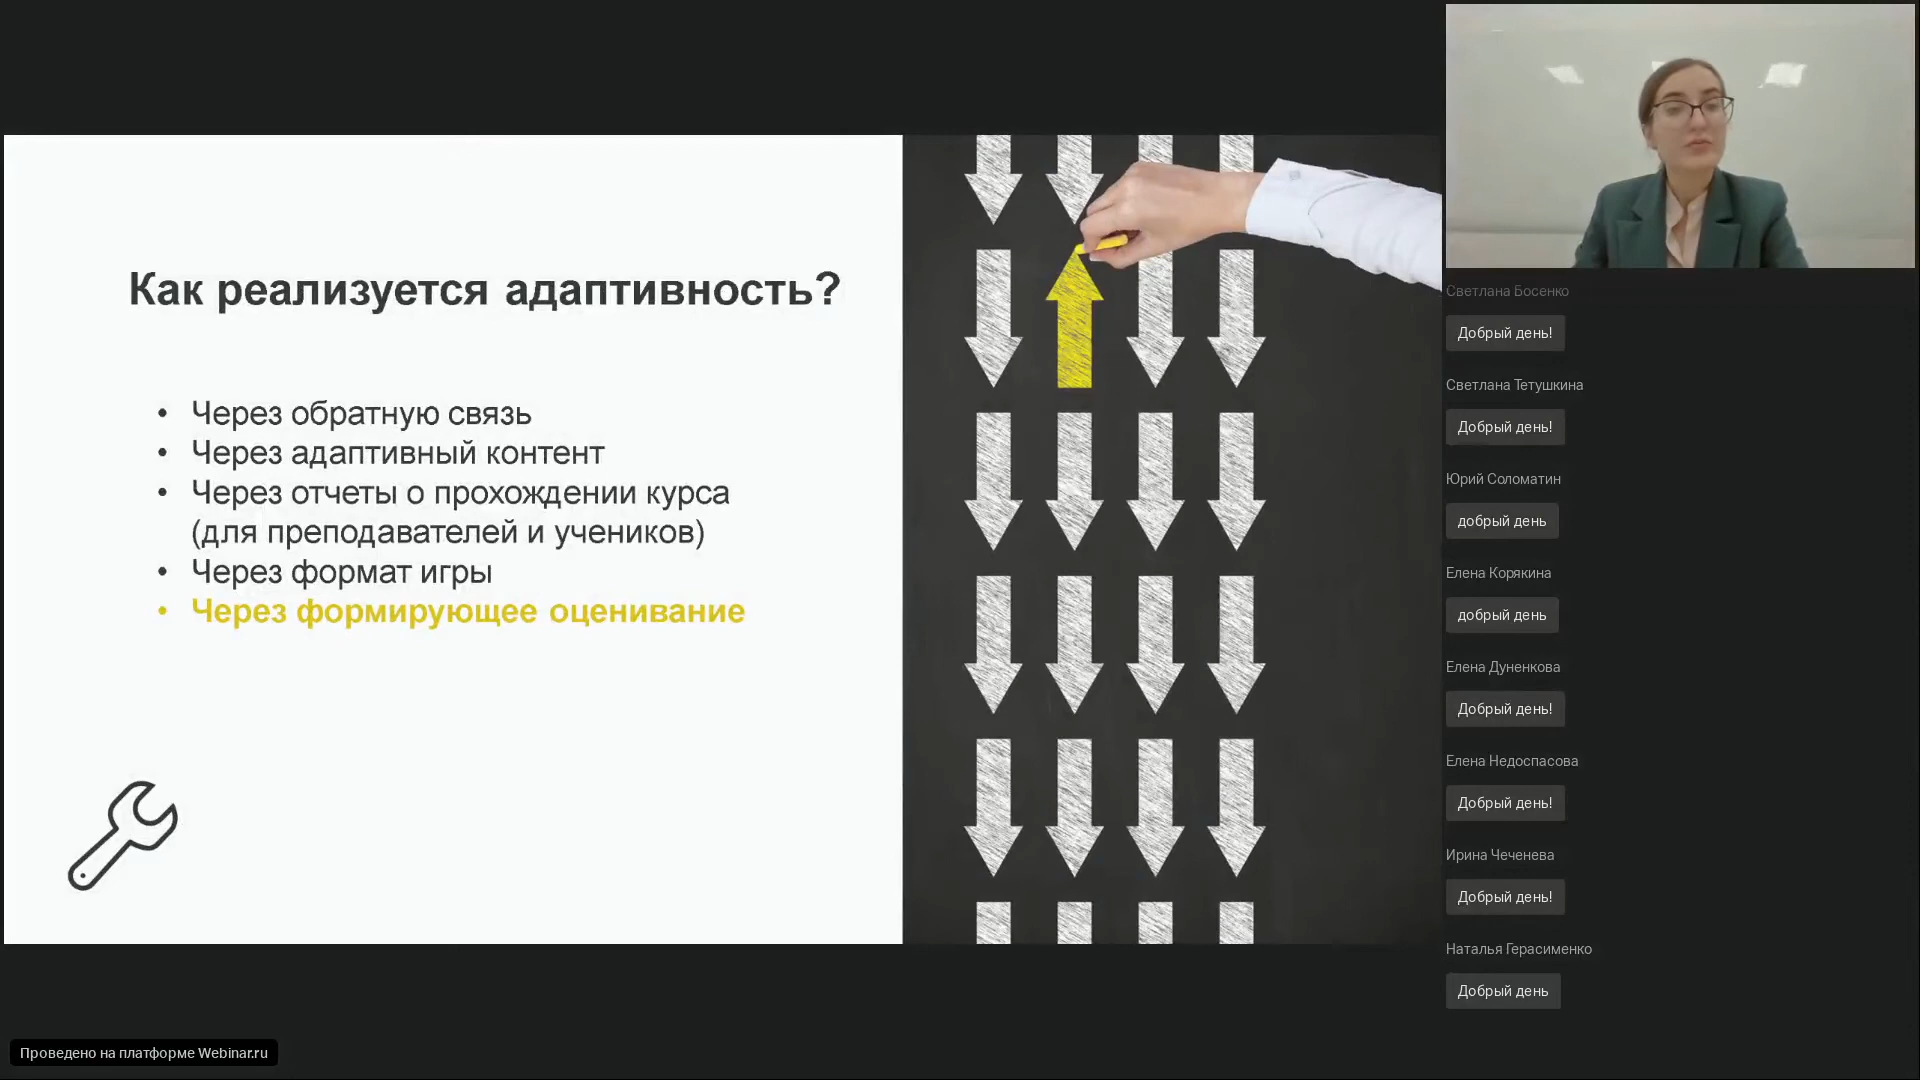 Как реализуется адаптивность?
• Через обратную связь
• Через адаптивный контент
• Через отчеты о прохождении курса
(для преподавателей и учеников)
• Через формат игры
• Через формирующее оценивание
Светлана Босенко
Добрый день!
Светлана Тетушкина
Добрый день!
Юрий Соломатин
добрый день
Елена Корякина
добрый день
Елена Дуненкова
Добрый день!
Елена Недоспасова
Добрый день!
Ирина Чеченева
Добрый день!
Наталья Герасименко
Добрый день
Проведено на платформе Webinar.ru